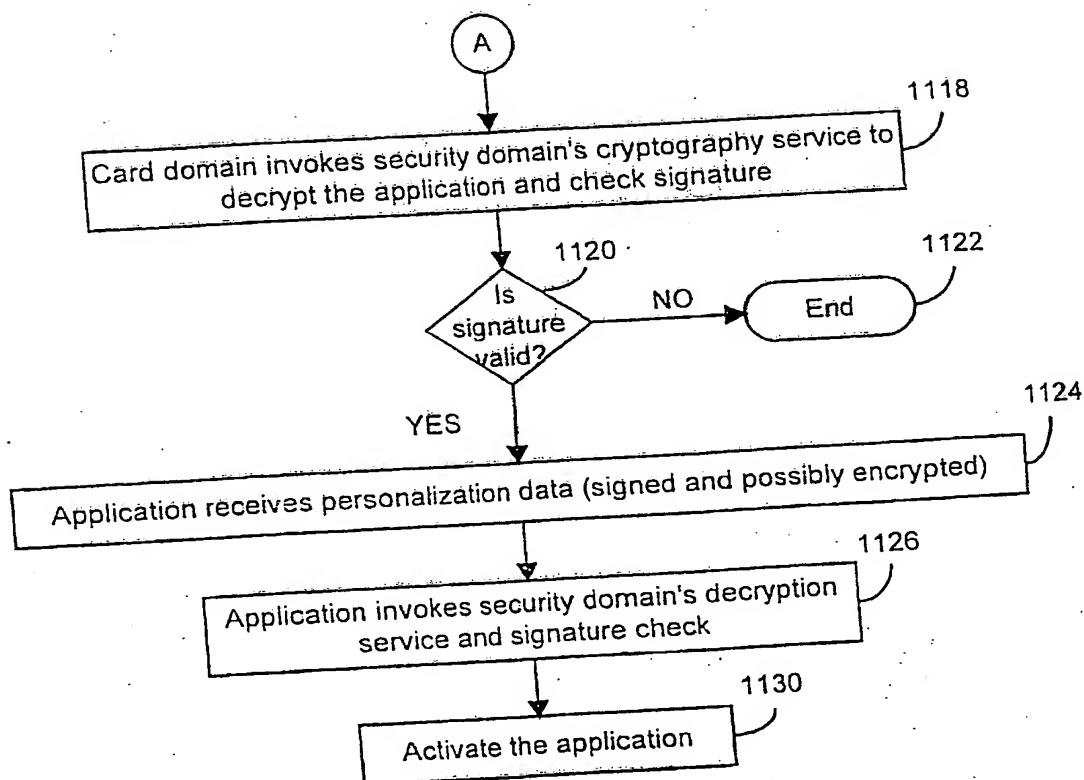 A
1118
Card domain invokes security domain's cryptography service to
decrypt the application and check signature
1120
1122
Is
signature
valid?
NO
End
YES
1124
Application receives personalization data (signed and possibly encrypted)
1126
Application invokes security domain's decryption
service and signature check
1130
Activate the application